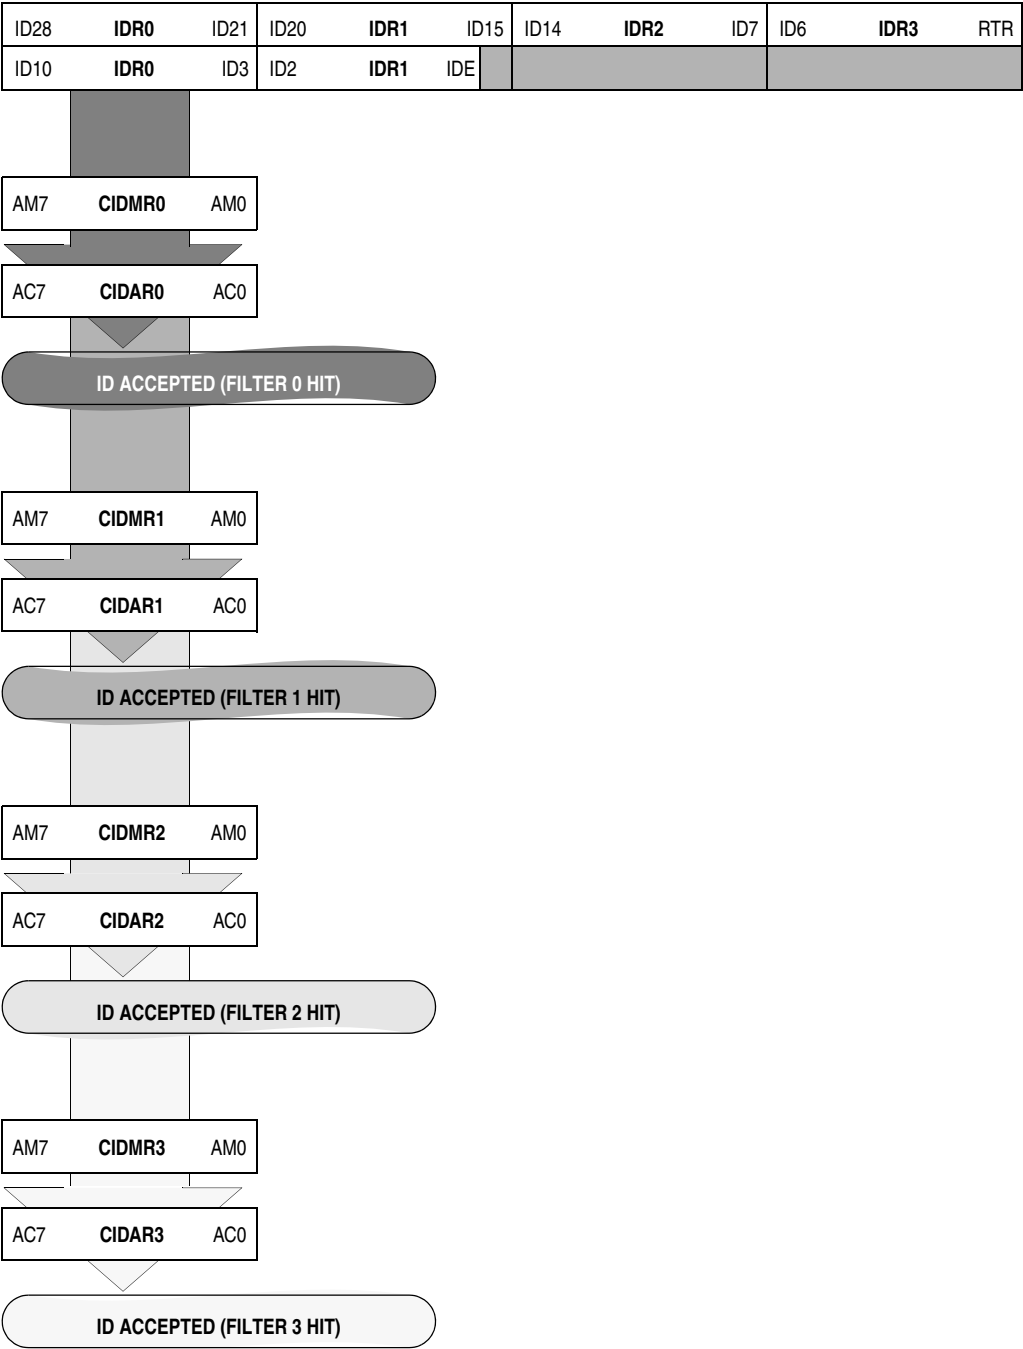 ID28 IDR0 ID21 ID20 IDR1 ID15 ID14 IDR2 ID7 ID6 IDR3 RTR
ID10 IDR0 ID3 ID2 IDR1 IDE
AM7 CIDMR0 AM0
AC7 CIDAR0 AC0
ID ACCEPTED (FILTER 0 HIT)
AM7 CIDMR1 AM0
AC7 CIDAR1 AC0
ID ACCEPTED (FILTER 1 HIT)
AM7 CIDMR2 AM0
AC7 CIDAR2 AC0
ID ACCEPTED (FILTER 2 HIT)
AM7 CIDMR3 AM0
AC7 CIDAR3 AC0
ID ACCEPTED (FILTER 3 HIT)